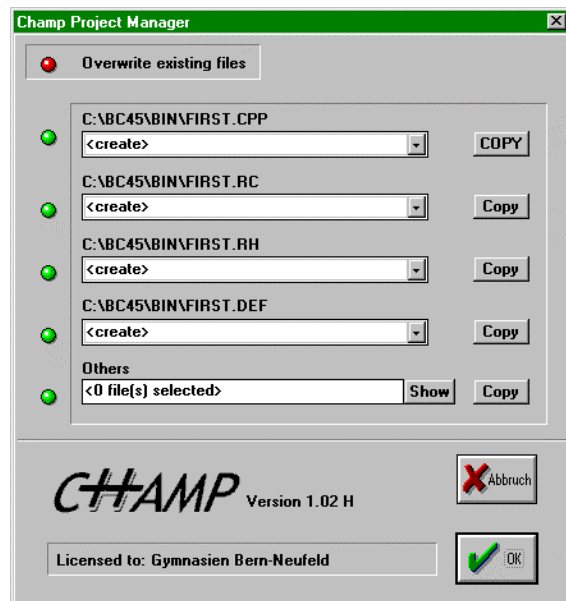 Champ Project Manager
Overwrite existing files
C:\BC45\BIN\FIRST.CPP
<create>
COPY
C:\BC45\BIN\FIRST.RC
<create>
Copy
C:\BC45\BIN\FIRST.RH
<create>
Copy
C:\BC45\BIN\FIRST.DEF
<create>
Copy
Others
<0 file(s) selected>
Show
Copy
CHAMP Version 1.02 H
Abbruch
Licensed to: Gymnasien Bern-Neufeld
OK